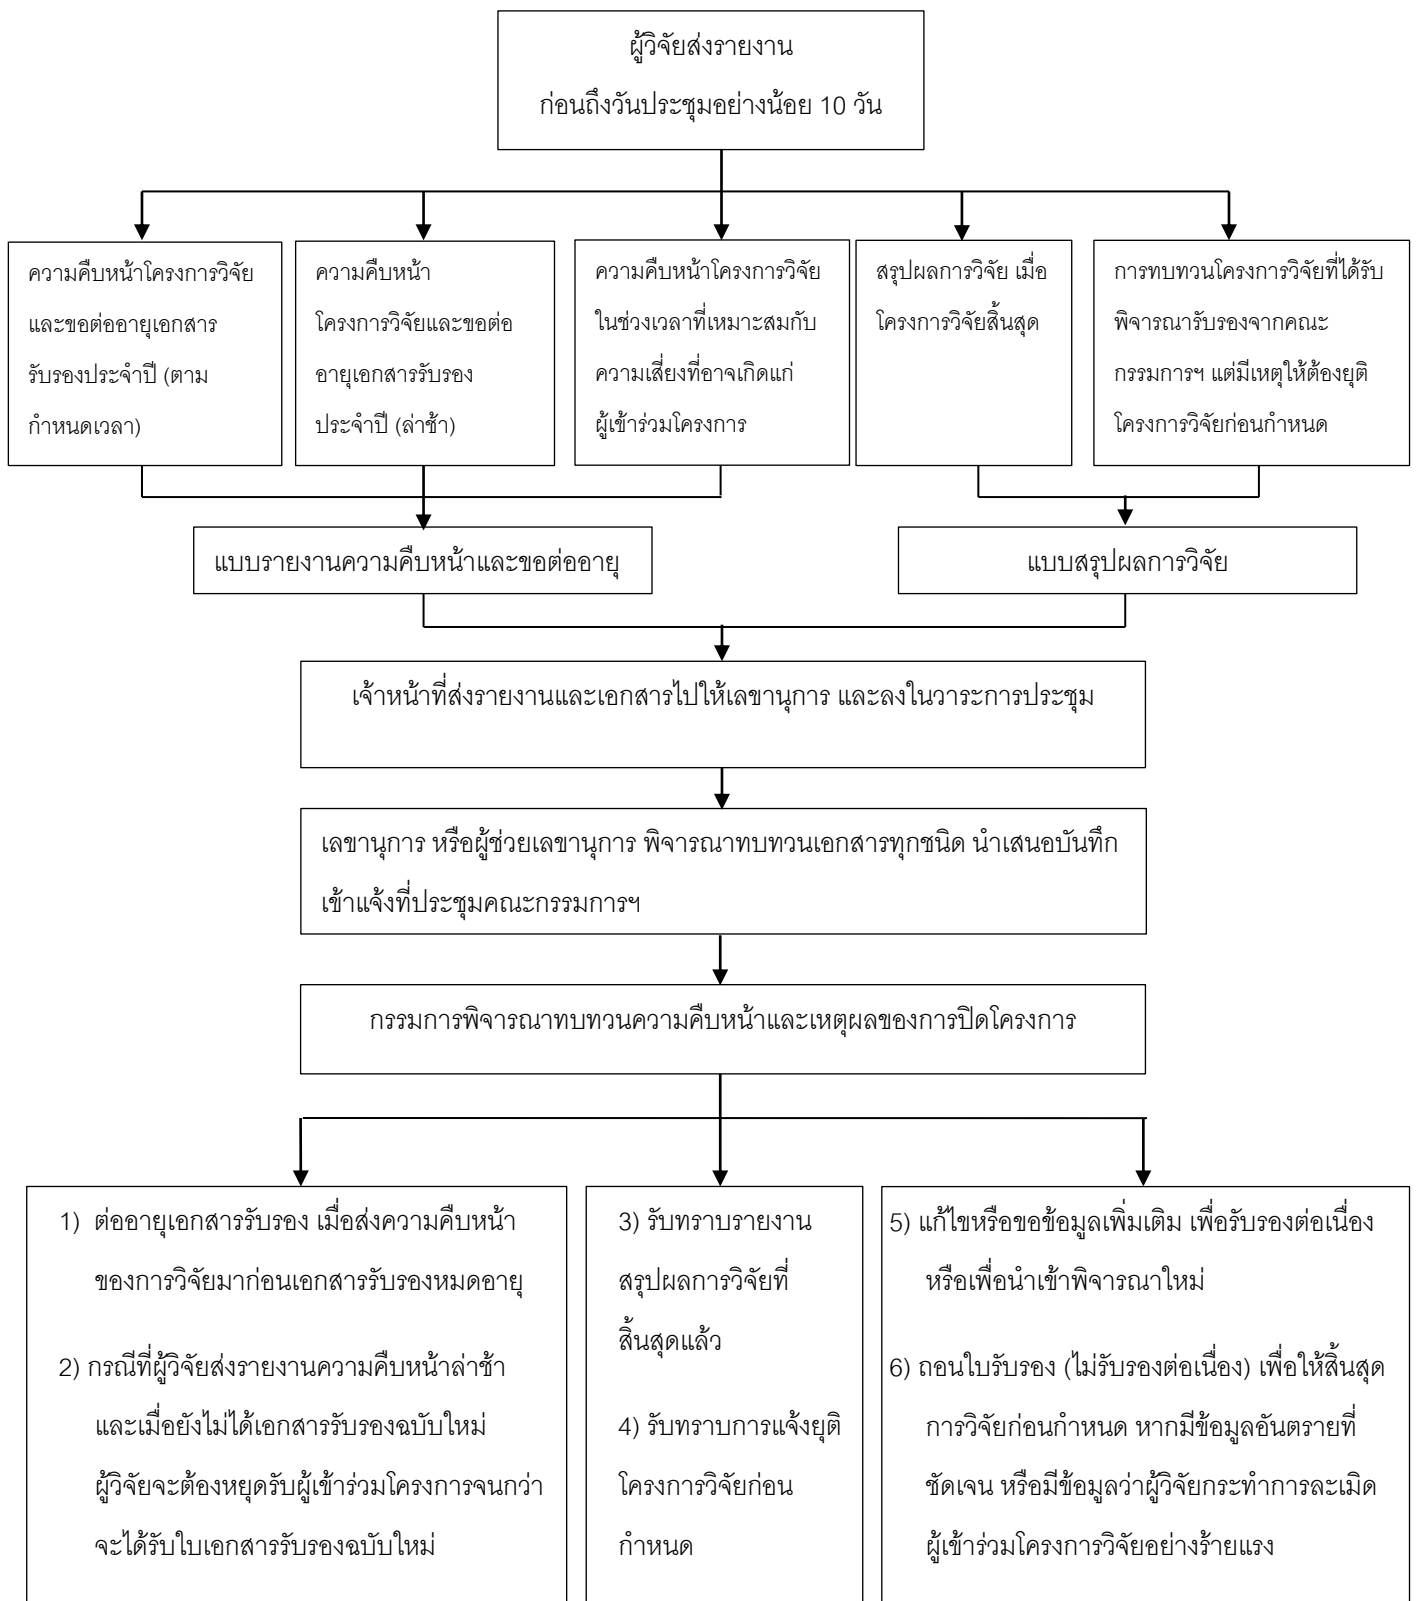 ผู้วิจัยส่งรายงาน
ก่อนถึงวันประชุมอย่างน้อย 10 วัน
ความคืบหน้าโครงการวิจัย
และขอต่ออายุเอกสาร
รับรองประจำปี (ตาม
กำหนดเวลา)
ความคืบหน้า
โครงการวิจัยและขอต่อ
อายุเอกสารรับรอง
ประจำปี (ล่าช้า)
ความคืบหน้าโครงการวิจัย
ในช่วงเวลาที่เหมาะสมกับ
ความเสี่ยงที่อาจเกิดแก่
ผู้เข้าร่วมโครงการ
สรุปผลการวิจัย เมื่อ
โครงการวิจัยสิ้นสุด
การทบทวนโครงการวิจัยที่ได้รับ
พิจารณารับรองจากคณะ
กรรมการฯ แต่มีเหตุให้ต้องยุติ
โครงการวิจัยก่อนกำหนด
แบบรายงานความคืบหน้าและขอต่ออายุ
แบบสรุปผลการวิจัย
เจ้าหน้าที่ส่งรายงานและเอกสารไปให้เลขานุการ และลงในวาระการประชุม
เลขานุการ หรือผู้ช่วยเลขานุการ พิจารณาทบทวนเอกสารทุกชนิด นำเสนอบันทึก
เข้าแจ้งที่ประชุมคณะกรรมการฯ
กรรมการพิจารณาทบทวนความคืบหน้าและเหตุผลของการปิดโครงการ
1) ต่ออายุเอกสารรับรอง เมื่อส่งความคืบหน้า
ของการวิจัยมาก่อนเอกสารรับรองหมดอายุ
2) กรณีที่ผู้วิจัยส่งรายงานความคืบหน้าล่าช้า
และเมื่อยังไม่ได้เอกสารรับรองฉบับใหม่
ผู้วิจัยจะต้องหยุดรับผู้เข้าร่วมโครงการจนกว่า
จะได้รับใบเอกสารรับรองฉบับใหม่
3) รับทราบรายงาน
สรุปผลการวิจัยที่
สิ้นสุดแล้ว
4) รับทราบการแจ้งยุติ
โครงการวิจัยก่อน
กำหนด
5) แก้ไขหรือขอข้อมูลเพิ่มเติม เพื่อรับรองต่อเนื่อง
หรือเพื่อนำเข้าพิจารณาใหม่
6) ถอนใบรับรอง (ไม่รับรองต่อเนื่อง) เพื่อให้สิ้นสุด
การวิจัยก่อนกำหนด หากมีข้อมูลอันตรายที่
ชัดเจน หรือมีข้อมูลว่าผู้วิจัยกระทำการละเมิด
ผู้เข้าร่วมโครงการวิจัยอย่างร้ายแรง